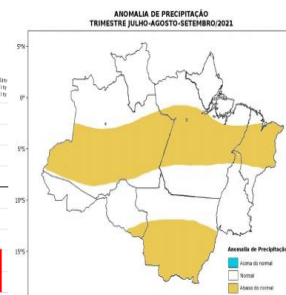 ANOMALIA DE PRECIPITAÇÃO
TRIMESTRE JULHO-AGOSTO-SETEMBRO/2021
5°N
0°
5°S
10°S
15°S
Anomalia de Precipitação
Acima do normal
Normal
Abaixo do normal